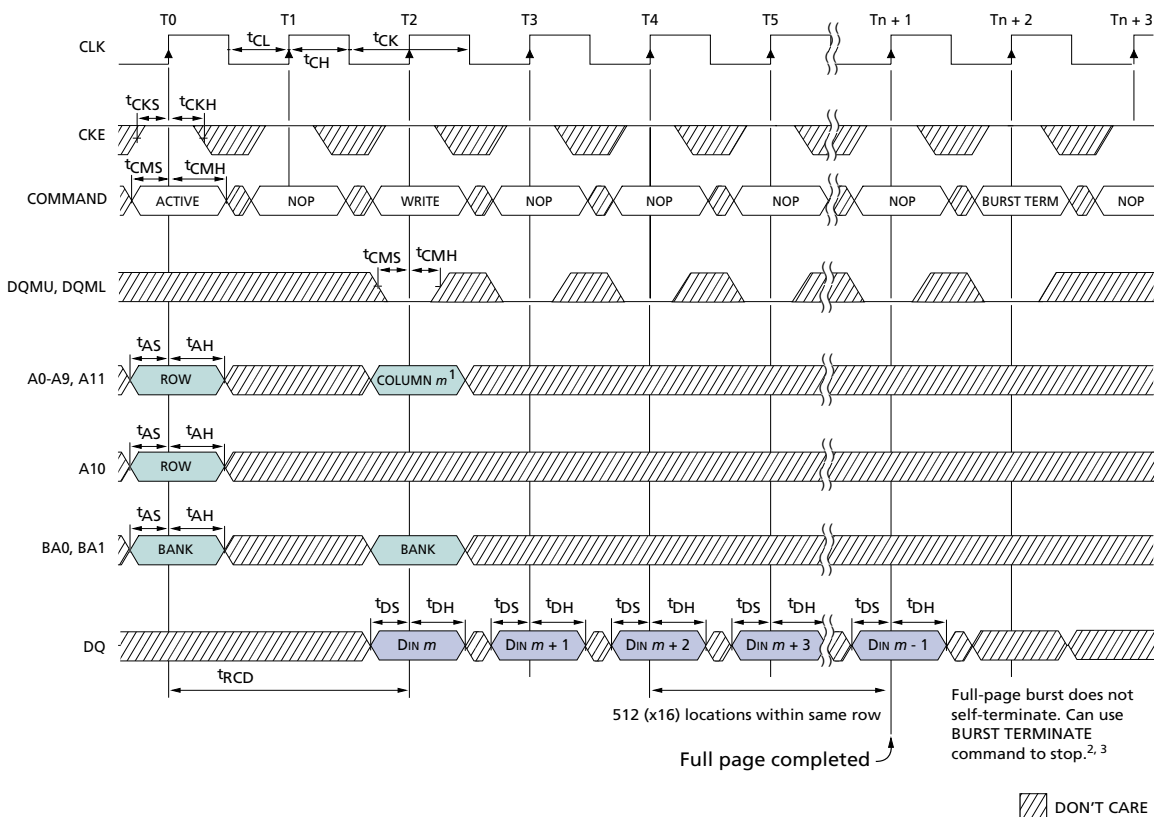 T0 T1 T2 T3 T4 T5 Tn + 1 Tn + 2 Tn + 3
CLK
tCL tCK
tCH
tCKS tCKH
CKE
tCMS tCMH
COMMAND ACTIVE NOP WRITE NOP NOP NOP NOP BURST TERM NOP
tCMS tCMH
DQMU, DQML
tAS tAH
A0-A9, A11 ROW COLUMN m1
tAS tAH
A10 ROW
tAS tAH
BA0, BA1 BANK BANK
tDS tDH tDS tDH tDS tDH tDS tDH tDS tDH
DQ DIN m DIN m + 1 DIN m + 2 DIN m + 3 DIN m - 1
tRCD
512 (x16) locations within same row
Full page completed
Full-page burst does not
self-terminate. Can use
BURST TERMINATE
command to stop.2, 3
DON'T CARE